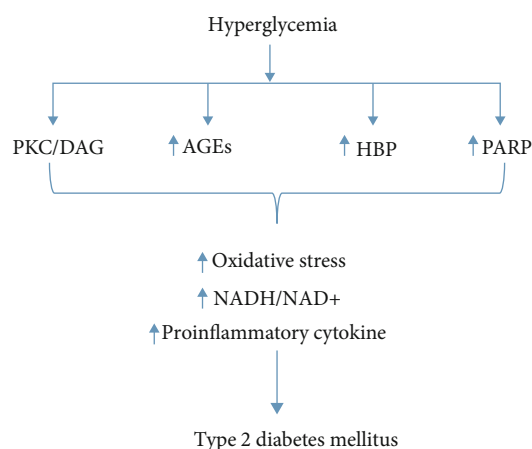 Hyperglycemia
PKC/DAG
AGEs
HBP
PARP
Oxidative stress
NADH/NAD+
Proinflammatory cytokine
Type 2 diabetes mellitus